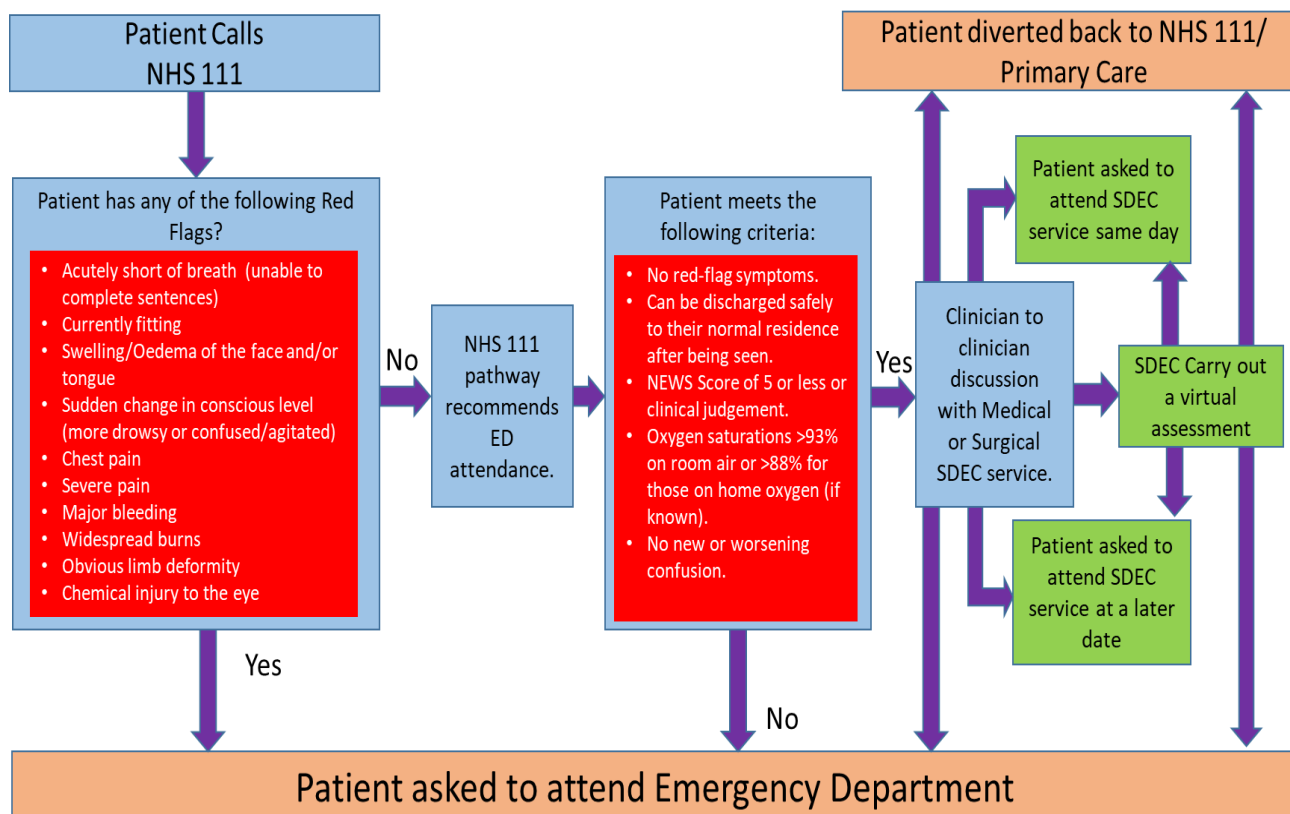 Patient Calls
NHS 111
Patient diverted back to NHS 111/
Primary Care
Patient has any of the following Red
Flags?
• Acutely short of breath (unable to
complete sentences)
• Currently fitting
• Swelling/Oedema of the face and/or
tongue
• Sudden change in conscious level
(more drowsy or confused/agitated)
• Chest pain
• Severe pain
• Major bleeding
• Widespread burns
• Obvious limb deformity
• Chemical injury to the eye
No
Yes
NHS 111
pathway
recommends
ED
attendance.
Patient meets the
following criteria:
• No red-flag symptoms.
• Can be discharged safely
to their normal residence
after being seen.
• NEWS Score of 5 or less or
clinical judgement.
• Oxygen saturations >93%
on room air or >88% for
those on home oxygen (if
known).
• No new or worsening
confusion.
Yes
No
Clinician to
clinician
discussion
with Medical
or Surgical
SDEC service.
Patient asked to
attend SDEC
service same day
SDEC Carry out
a virtual
assessment
Patient asked to
attend SDEC
service at a later
date
Patient asked to attend Emergency Department